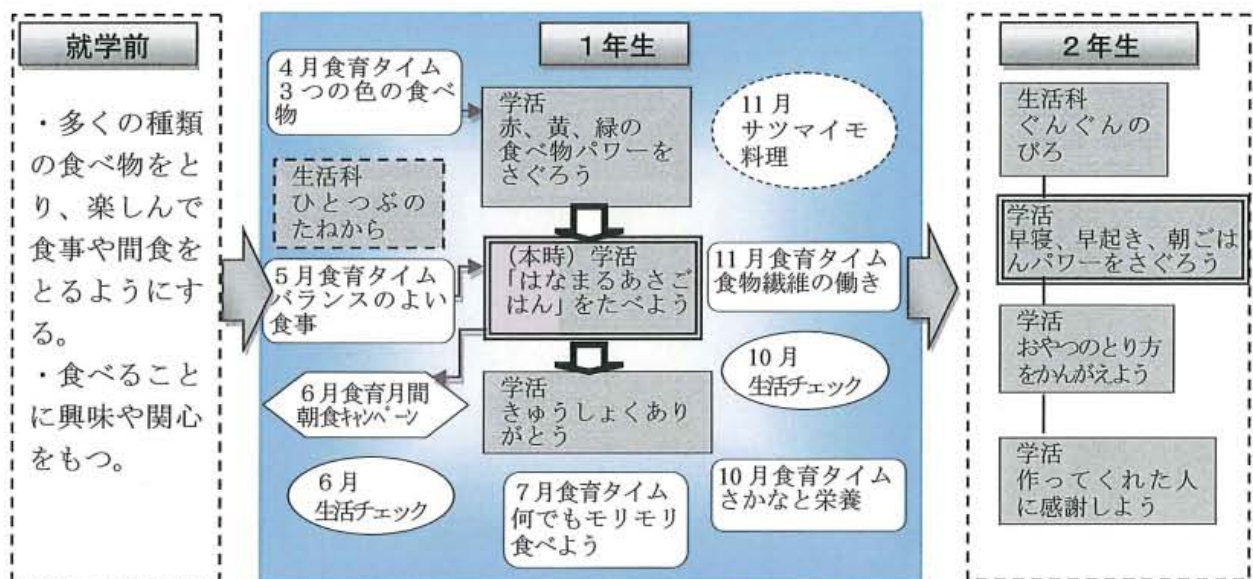 就学前
・多くの種類
の食べ物をと
り、楽しんで
食事や間食を
とるようにす
る。
・食べること
に興味や関心
をもつ。
1年生
4月食育タイム
3つの色の食べ
物
学活
赤、黄、緑の
食べ物パワーを
さぐろう
11月
サツマイモ
料理
生活科
ひとつぶの
たねから
5月食育タイム
バランスのよい
食事
(本時)学活
「はなまるあさご
はん」をたべよう
11月食育タイム
食物繊維の働き
6月食育月間
朝食キャンペーン
学活
きゅうしょくあり
がとう
10月
生活チェック
6月
生活チェック
7月食育タイム
何でもモリモリ
食べよう
10月食育タイム
さかなと栄養
2年生
生活科
ぐんぐんの
びろ
学活
早寝、早起き、朝ごは
んパワーをさぐろう
学活
おやつのとり方
をかんがえよう
学活
作ってくれた人
に感謝しよう